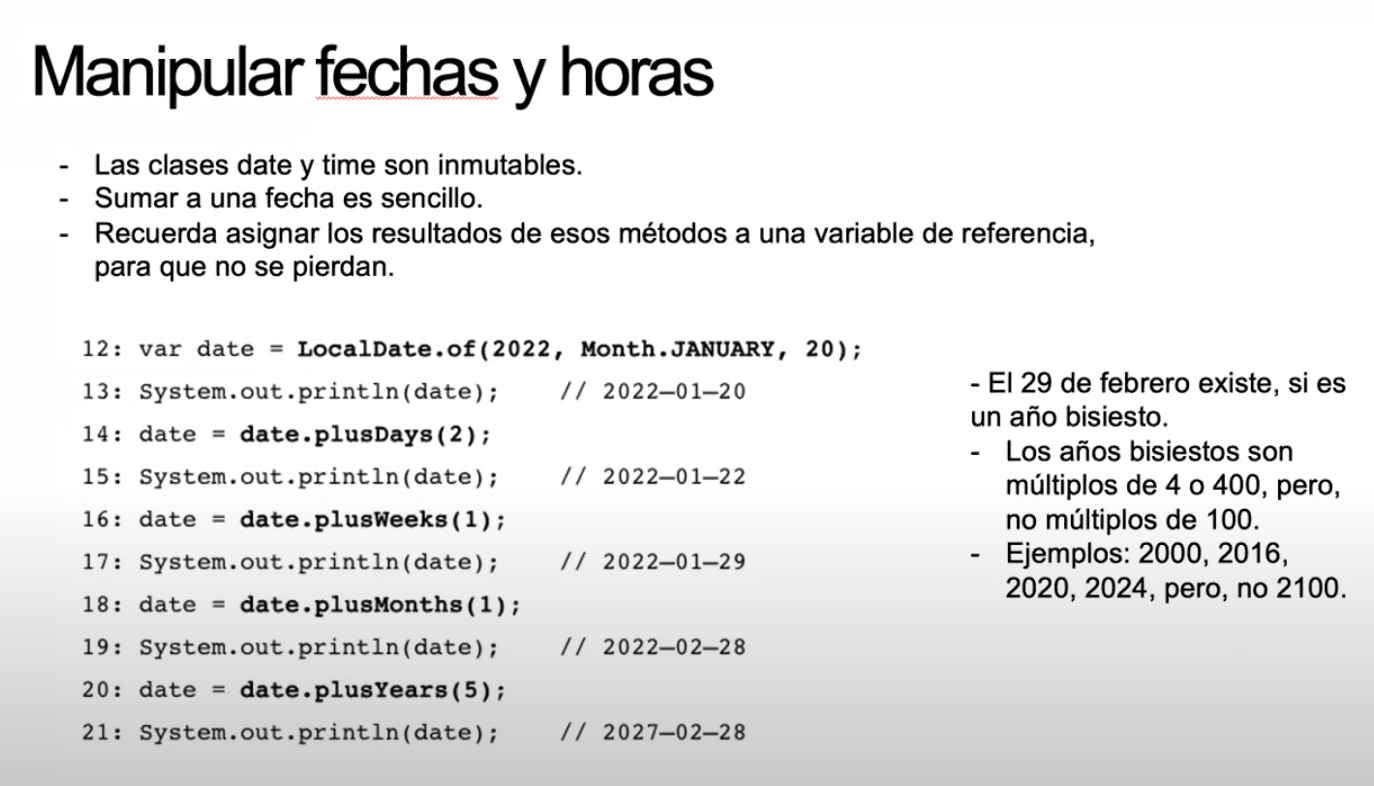 Manipular fechas y horas
- Las clases date y time son inmutables.
- Sumar a una fecha es sencillo.
- Recuerda asignar los resultados de esos métodos a una variable de referencia,
para que no se pierdan.
12: var date = LocalDate.of(2022, Month.JANUARY, 20);
13: System.out.println(date); // 2022–01–20
14: date = date.plusDays(2);
15: System.out.println(date); // 2022–01–22
16: date = date.plusWeeks(1);
17: System.out.println(date); // 2022–01–29
18: date = date.plusMonths(1);
19: System.out.println(date); // 2022–02–28
20: date = date.plusYears(5);
21: System.out.println(date); // 2027–02–28
- El 29 de febrero existe, si es
un año bisiesto.
- Los años bisiestos son
múltiplos de 4 o 400, pero,
no múltiplos de 100.
- Ejemplos: 2000, 2016,
2020, 2024, pero, no 2100.